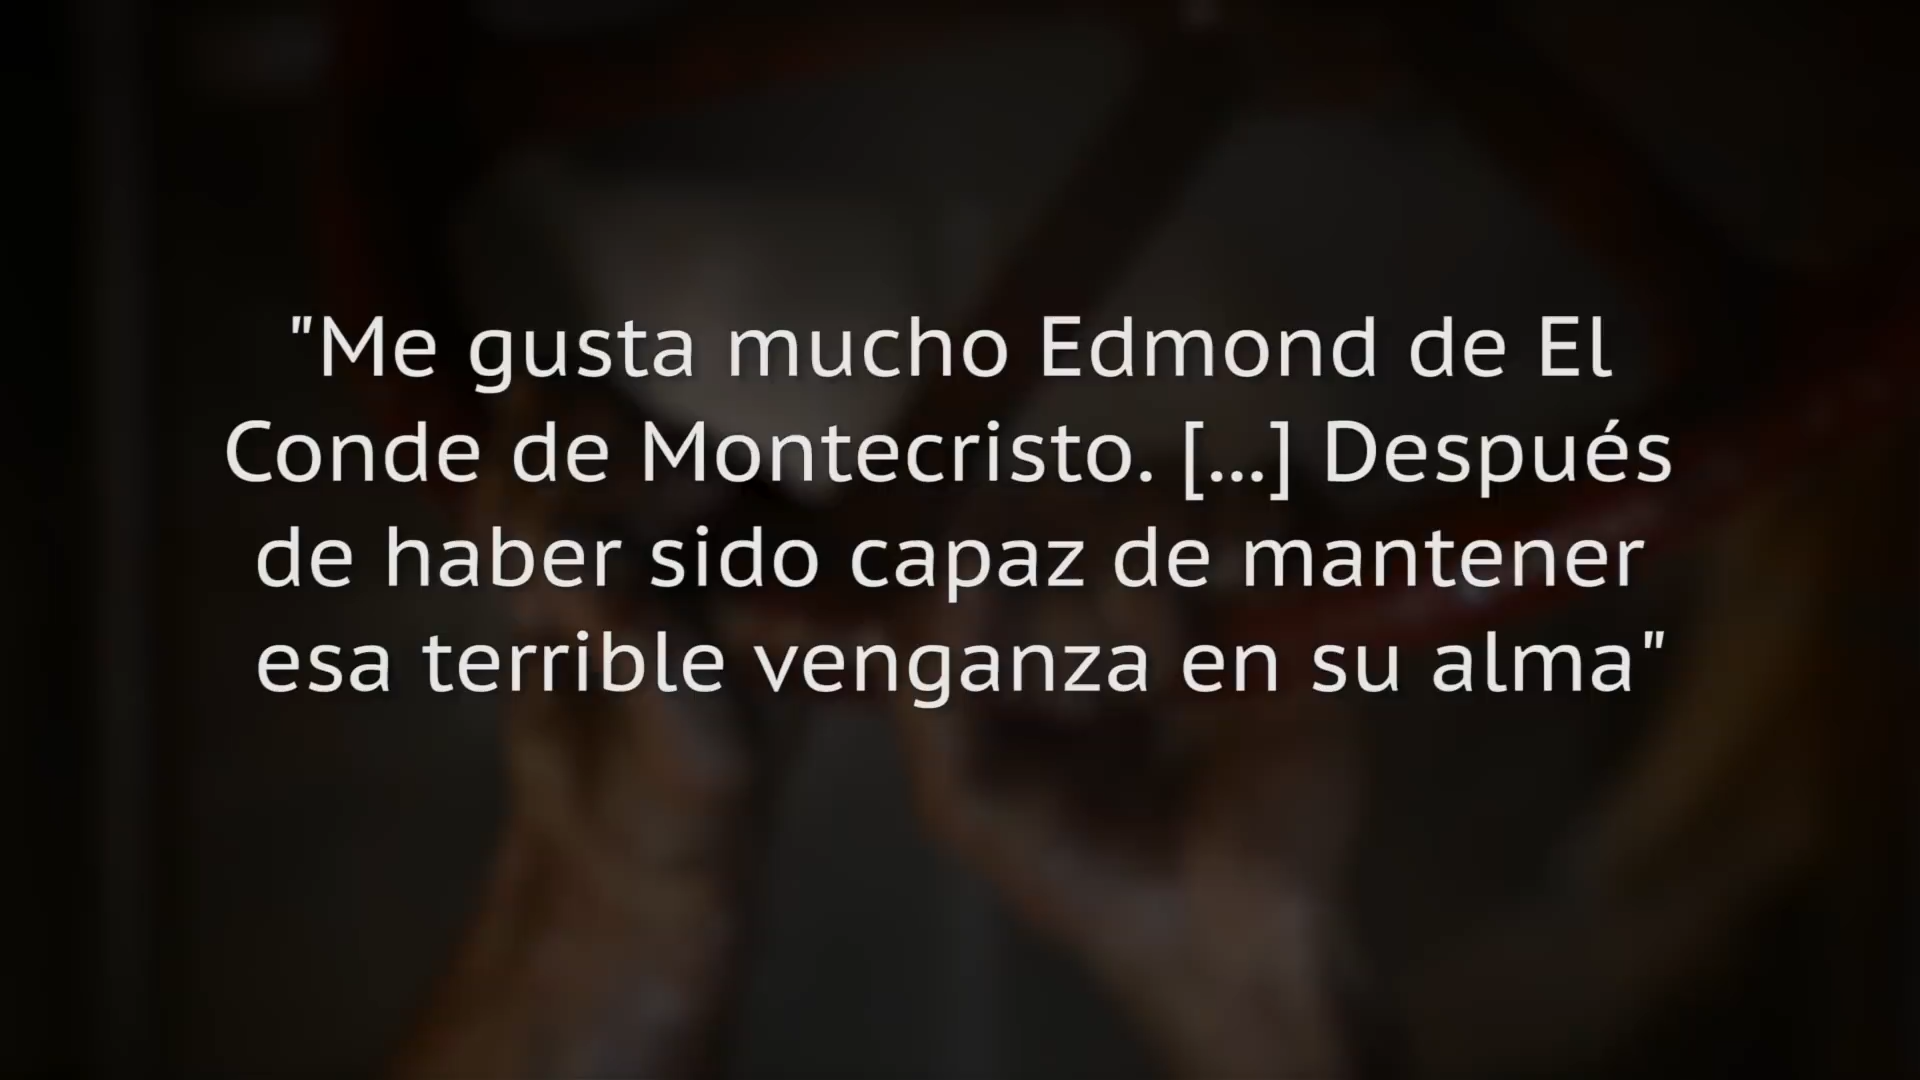 "Me gusta mucho Edmond de El
Conde de Montecristo. [...] Después
de haber sido capaz de mantener
esa terrible venganza en su alma"